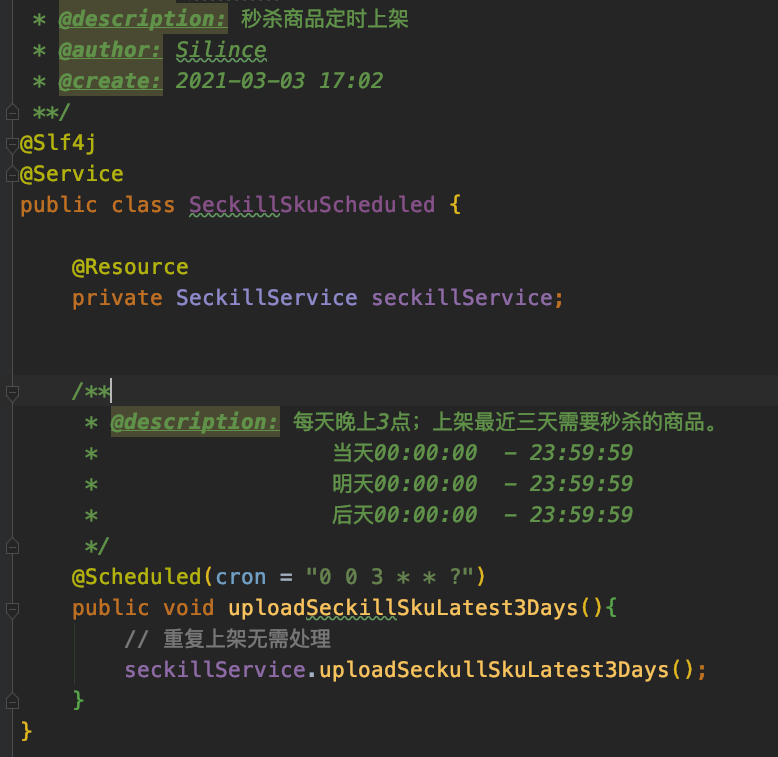 * @description: 秒杀商品定时上架
* @author: Silince
* @create: 2021-03-03 17:02
**/
@Slf4j
@Service
public class SeckillSkuScheduled {
@Resource
private SeckillService seckillService;
/**
* @description: 每天晚上3点；上架最近三天需要秒杀的商品。
* 当天00:00:00 - 23:59:59
* 明天00:00:00 - 23:59:59
* 后天00:00:00 - 23:59:59
*/
@Scheduled(cron = "0 0 3 * * ?")
public void uploadSeckillSkuLatest3Days(){
// 重复上架无需处理
seckillService.uploadSeckullSkuLatest3Days();
}
}